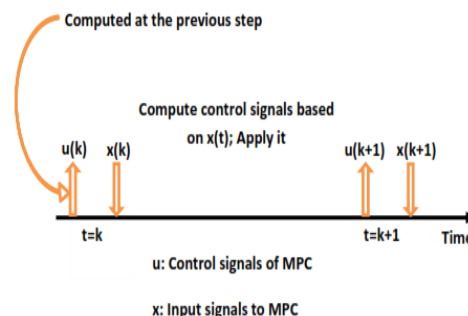 Computed at the previous step
Compute control signals based
on x(t); Apply it
u(k) x(k) u(k+1) x(k+1)
t=k t=k+1 Time
u: Control signals of MPC
x: Input signals to MPC